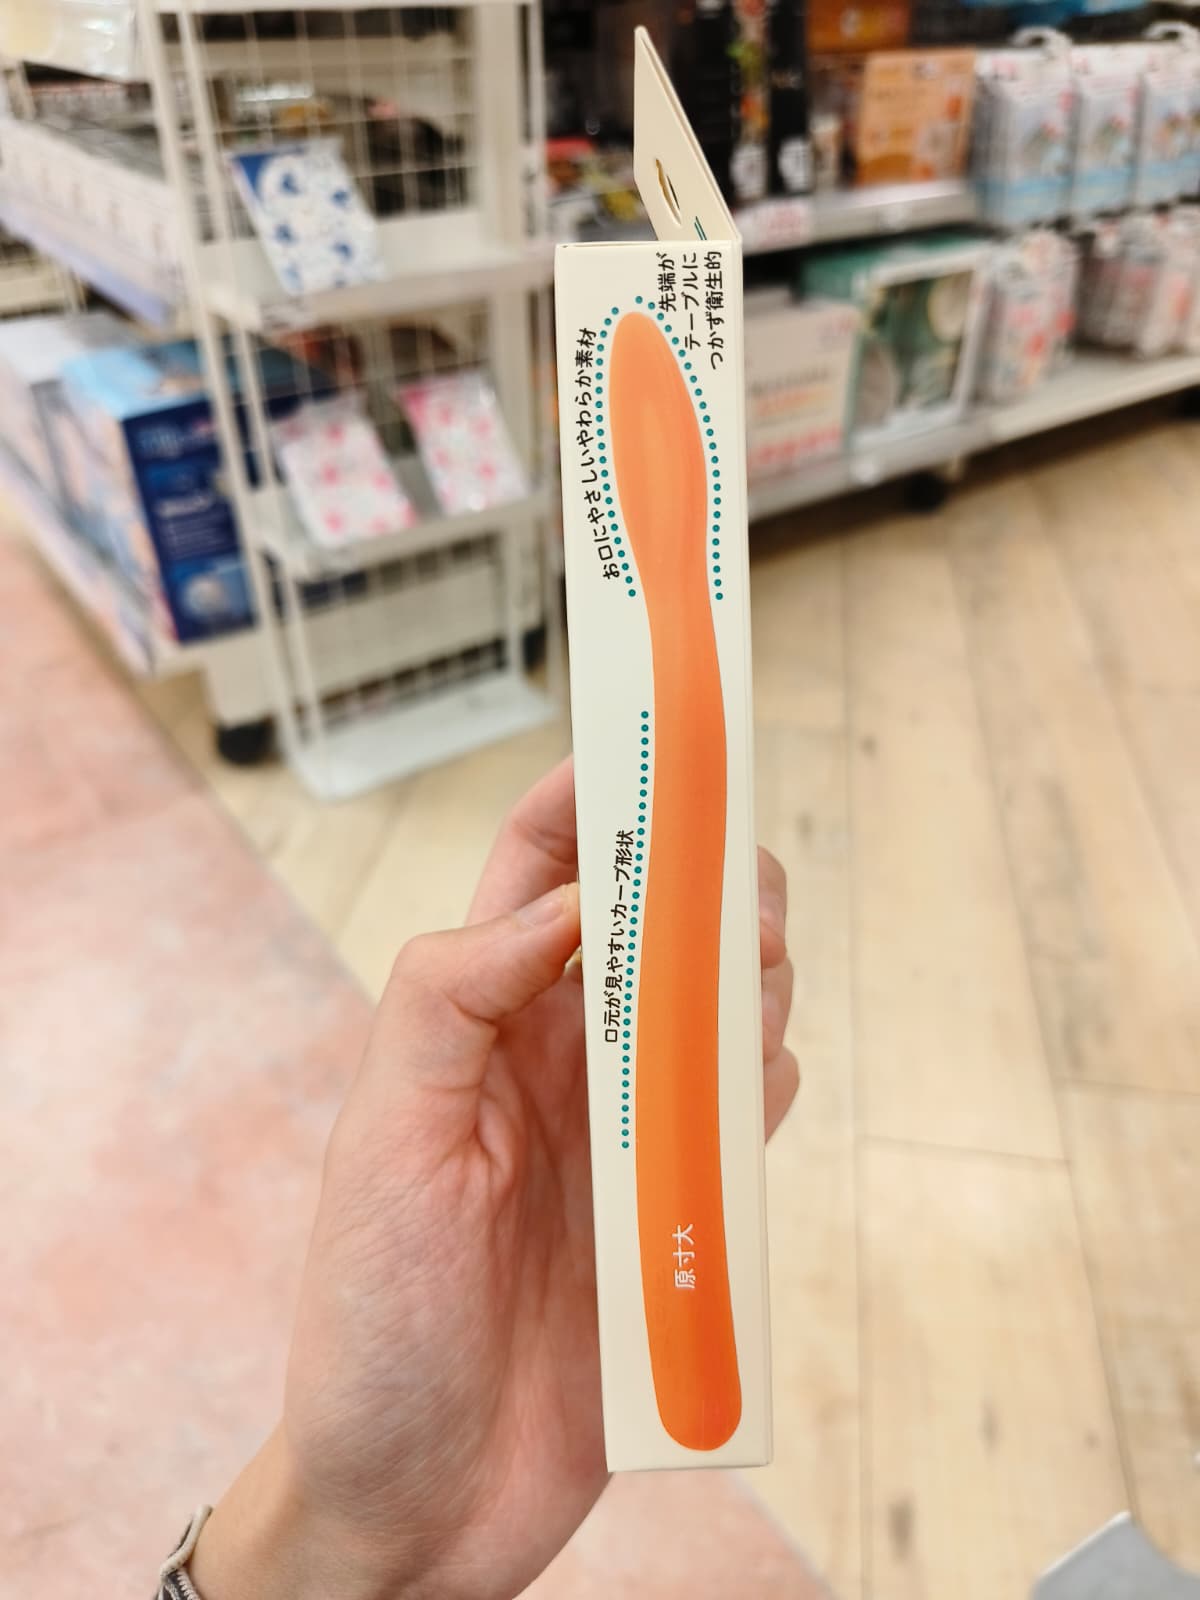 先端が
テーブルに
つかず衛生的
お口にやさしいやわらか素材
口元が見やすいカーブ形状
原寸大